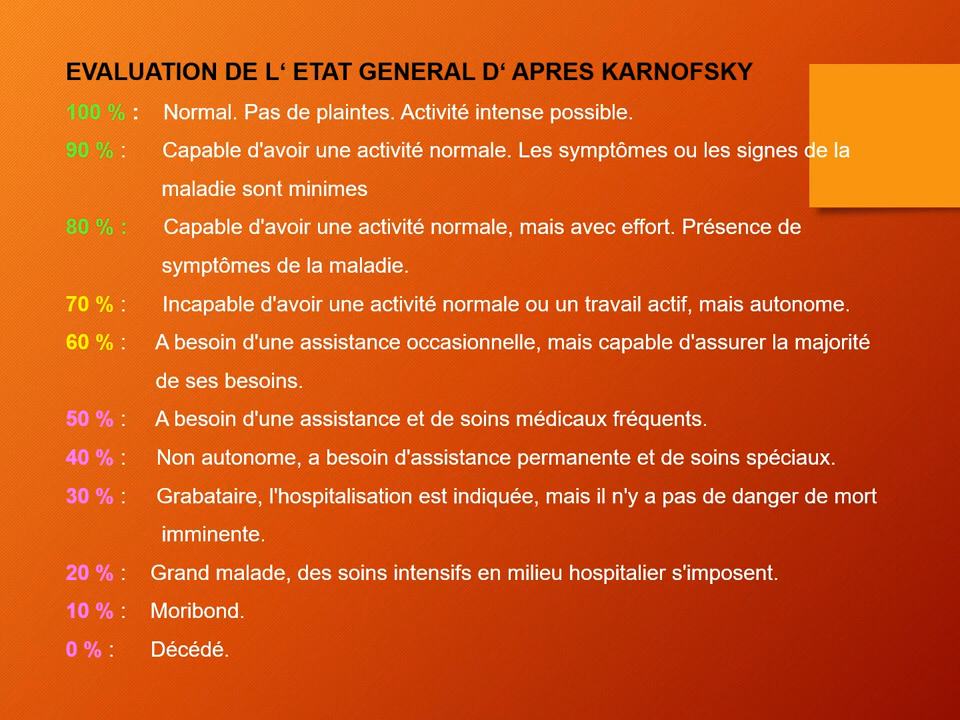 EVALUATION DE L‘ ETAT GENERAL D‘ APRES KARNOFSKY
100 % : Normal. Pas de plaintes. Activité intense possible.
90 % : Capable d'avoir une activité normale. Les symptômes ou les signes de la
maladie sont minimes
80 % : Capable d'avoir une activité normale, mais avec effort. Présence de
symptômes de la maladie.
70 % : Incapable d'avoir une activité normale ou un travail actif, mais autonome.
60 % : A besoin d'une assistance occasionnelle, mais capable d'assurer la majorité
de ses besoins.
50 % : A besoin d'une assistance et de soins médicaux fréquents.
40 % : Non autonome, a besoin d'assistance permanente et de soins spéciaux.
30 % : Grabataire, l'hospitalisation est indiquée, mais il n'y a pas de danger de mort
imminente.
20 % : Grand malade, des soins intensifs en milieu hospitalier s'imposent.
10 % : Moribond.
0 % : Décédé.